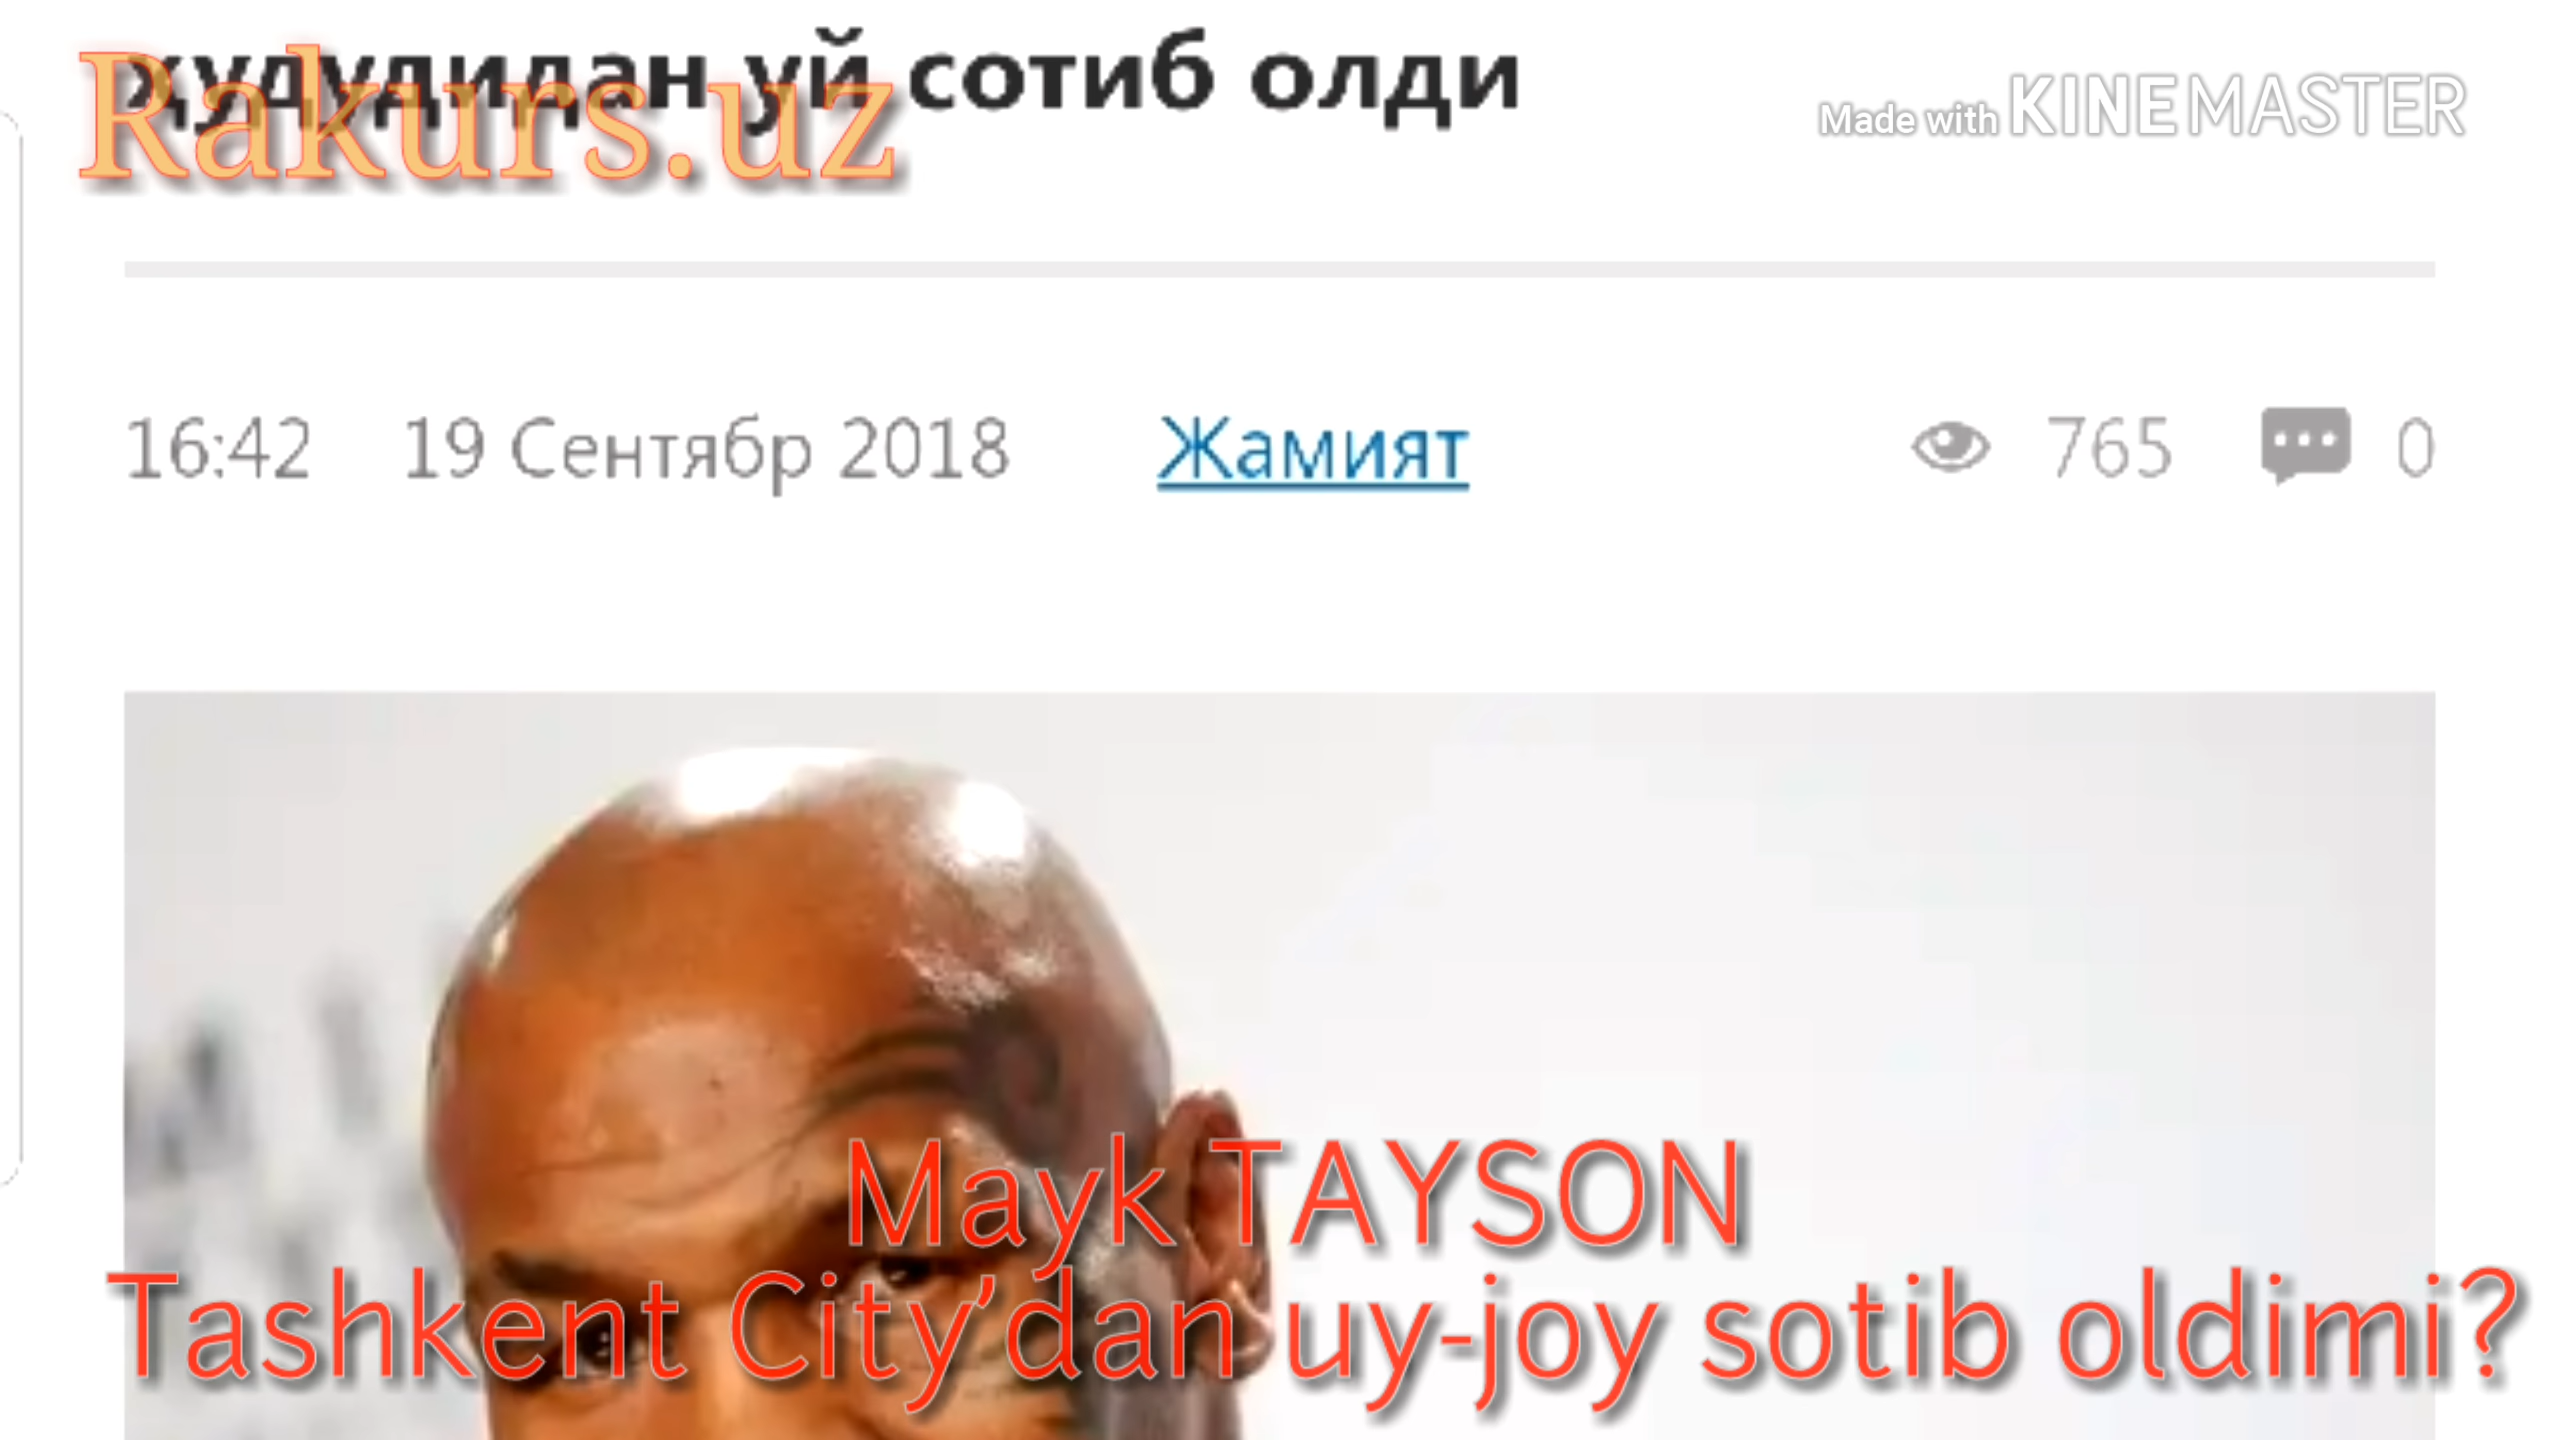 ҳудудидан уй сотиб олди
Rakurs.uz
Made with KINEMASTER
16:42 19 Сентябр 2018 Жамият 765 0
Mayk TAYSON
Tashkent City’dan uy-joy sotib oldimi?